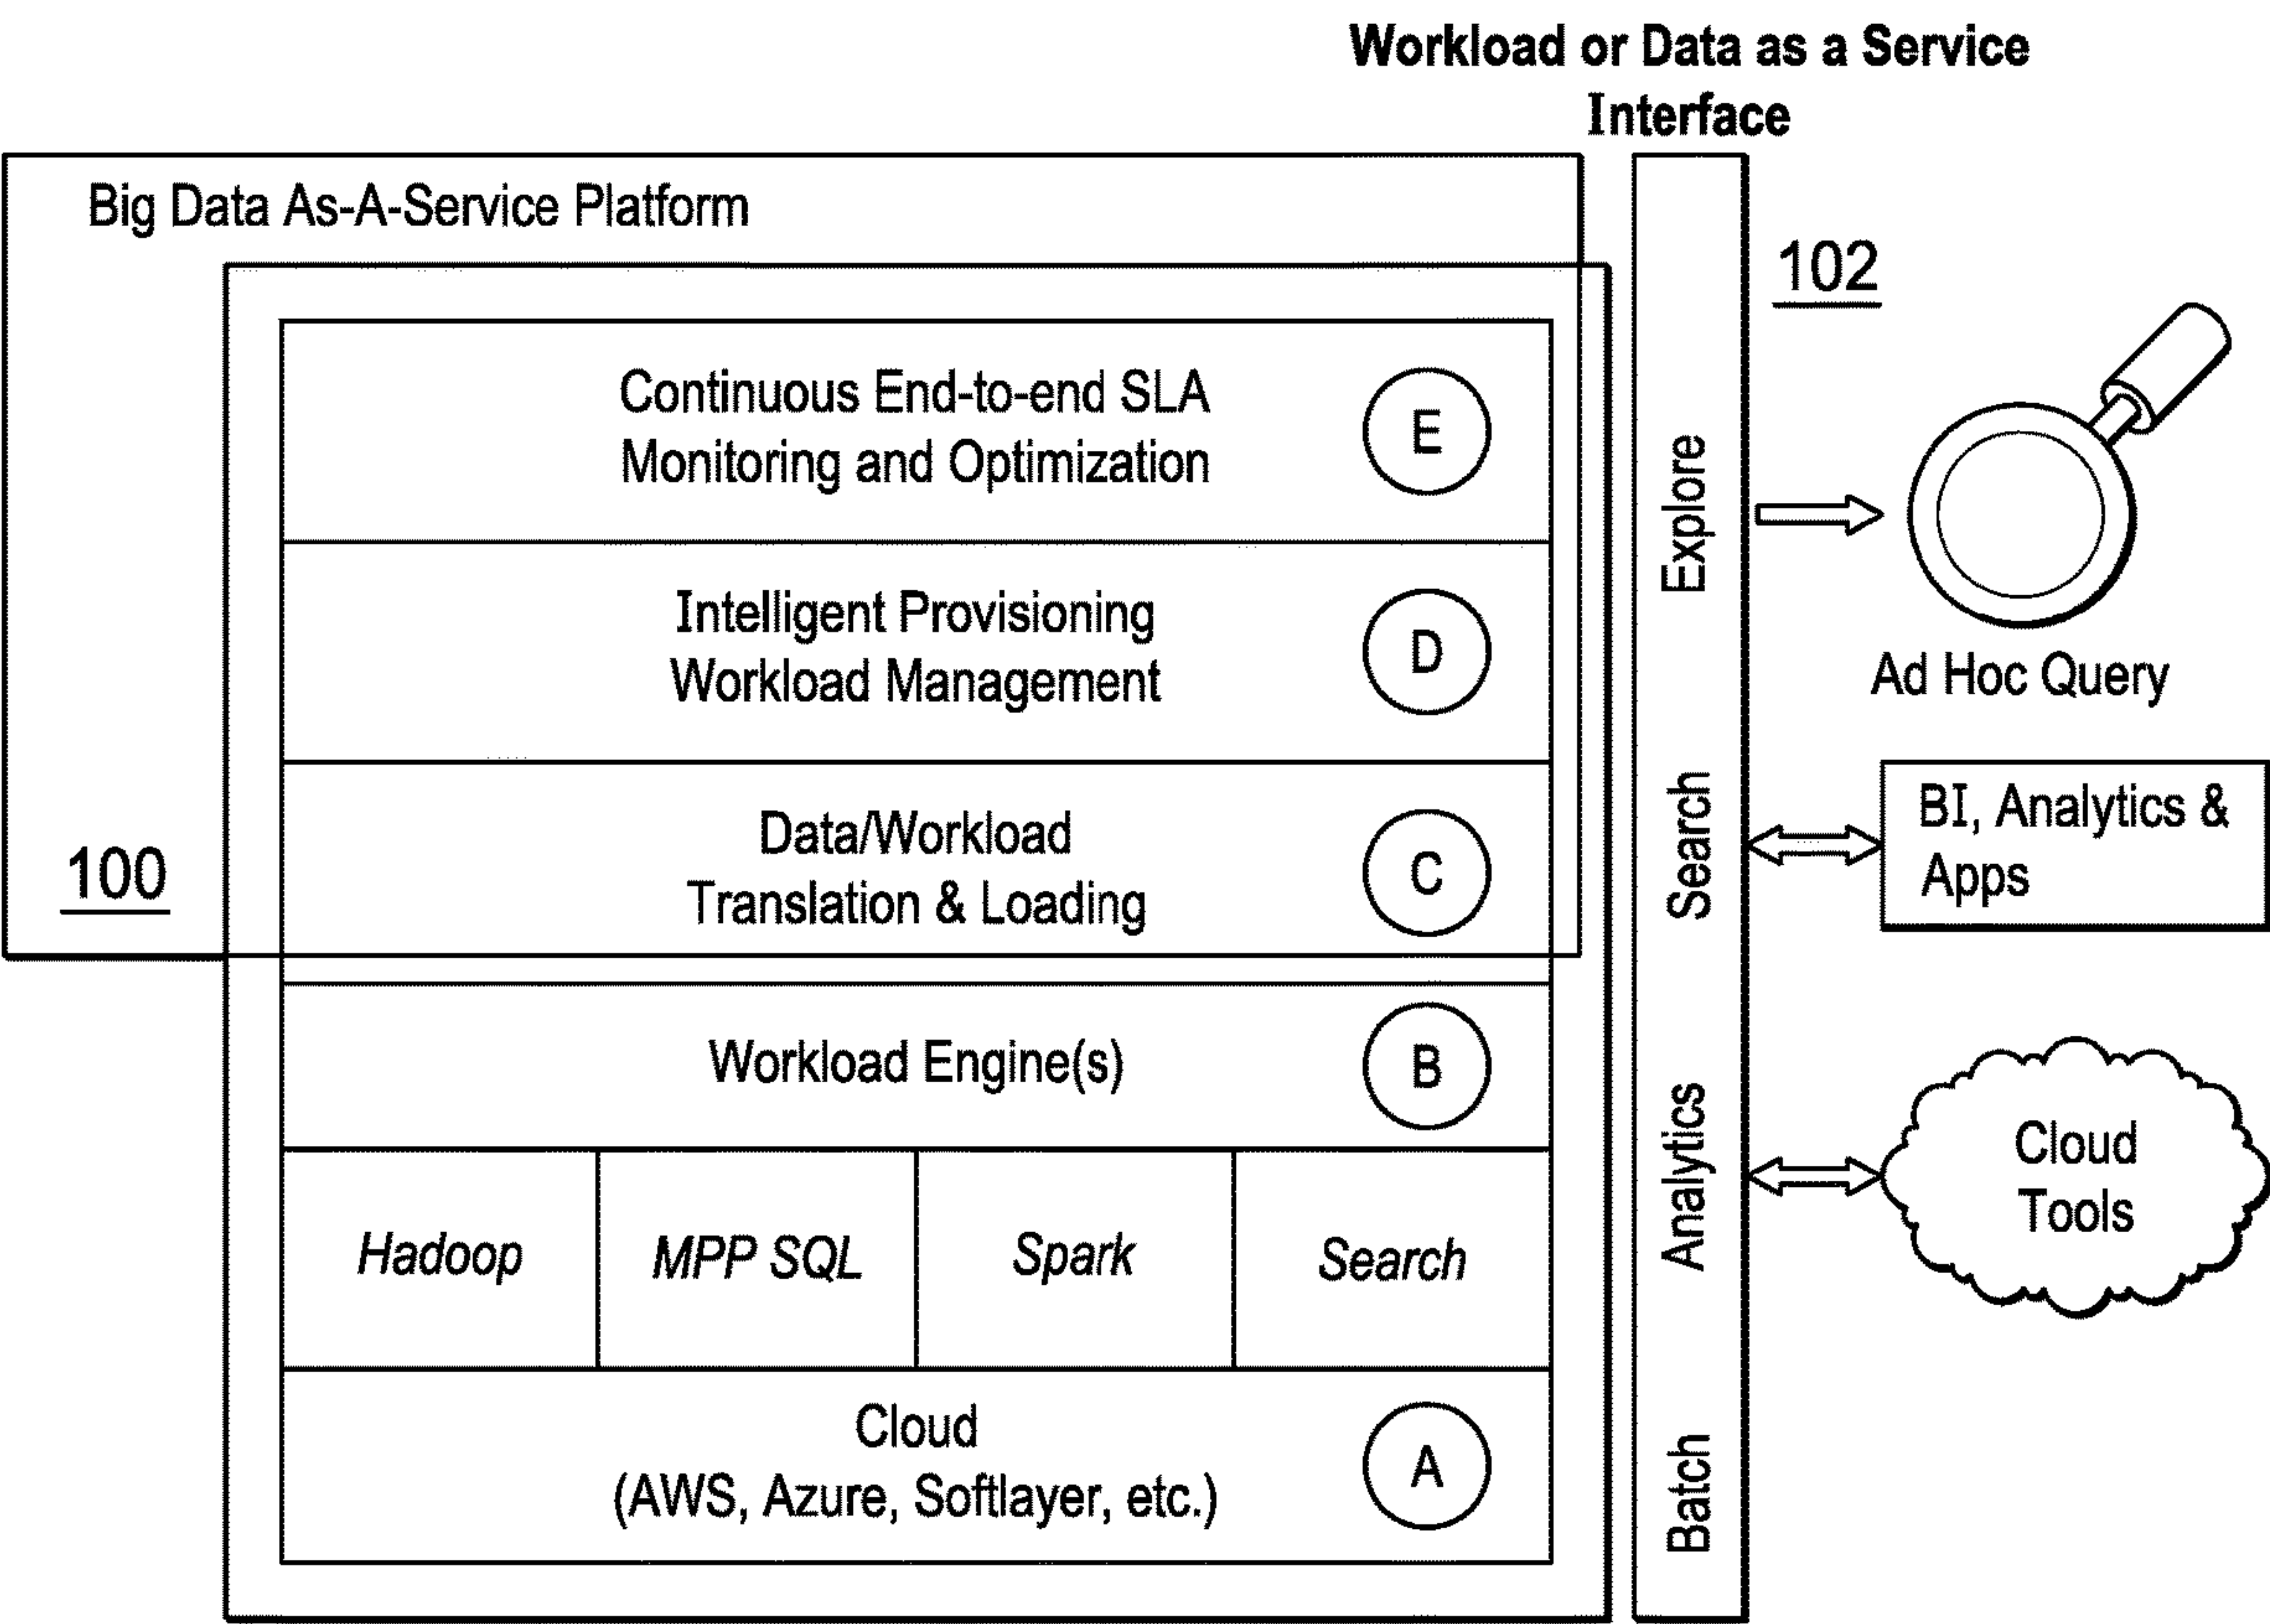 Workload or Data as a Service
Interface
Big Data As-A-Service Platform
102
Continuous End-to-end SLA
Monitoring and Optimization
E
Explore
Intelligent Provisioning
Workload Management
D
Ad Hoc Query
100
Data/Workload
Translation & Loading
C
Search
BI, Analytics &
Apps
Workload Engine(s)
B
Analytics
Cloud
Tools
Hadoop
MPP SQL
Spark
Search
Cloud
(AWS, Azure, Softlayer, etc.)
A
Batch